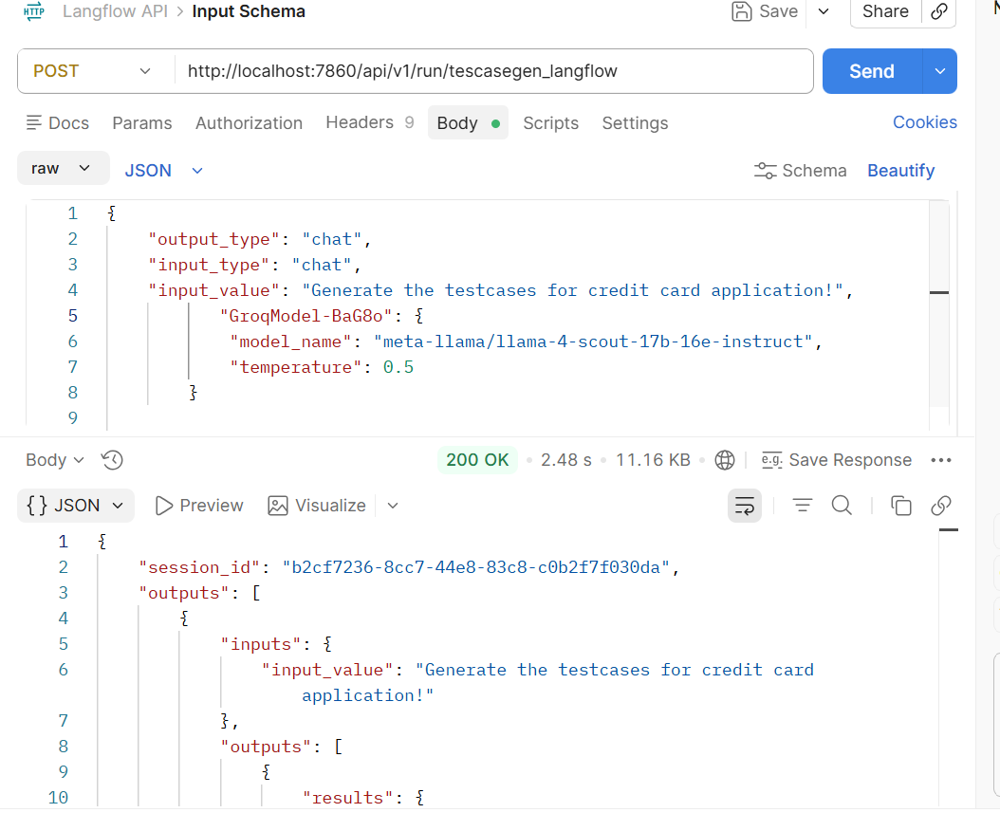 HTTP Langflow API > Input Schema Save Share
POST http://localhost:7860/api/v1/run/tescasegen_langflow Send
Docs Params Authorization Headers 9 Body Scripts Settings Cookies
raw JSON Schema Beautify
1 {
2 "output_type": "chat",
3 "input_type": "chat",
4 "input_value": "Generate the testcases for credit card application!",
5 "GroqModel-BaG8o": {
6 "model_name": "meta-llama/llama-4-scout-17b-16e-instruct",
7 "temperature": 0.5
8 }
9
Body 200 OK • 2.48 s • 11.16 KB • e.g. Save Response •••
{} JSON Preview Visualize
1 {
2 "session_id": "b2cf7236-8cc7-44e8-83c8-c0b2f7f030da",
3 "outputs": [
4 {
5 "inputs": {
6 "input_value": "Generate the testcases for credit card
application!"
7 },
8 "outputs": [
9 {
10 "results": {